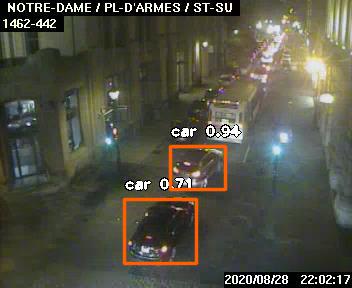 NOTRE-DAME / PL-D'ARMES / ST-SU
1462-442
car 0.94
car 0.71
2020/08/28 22:02:17